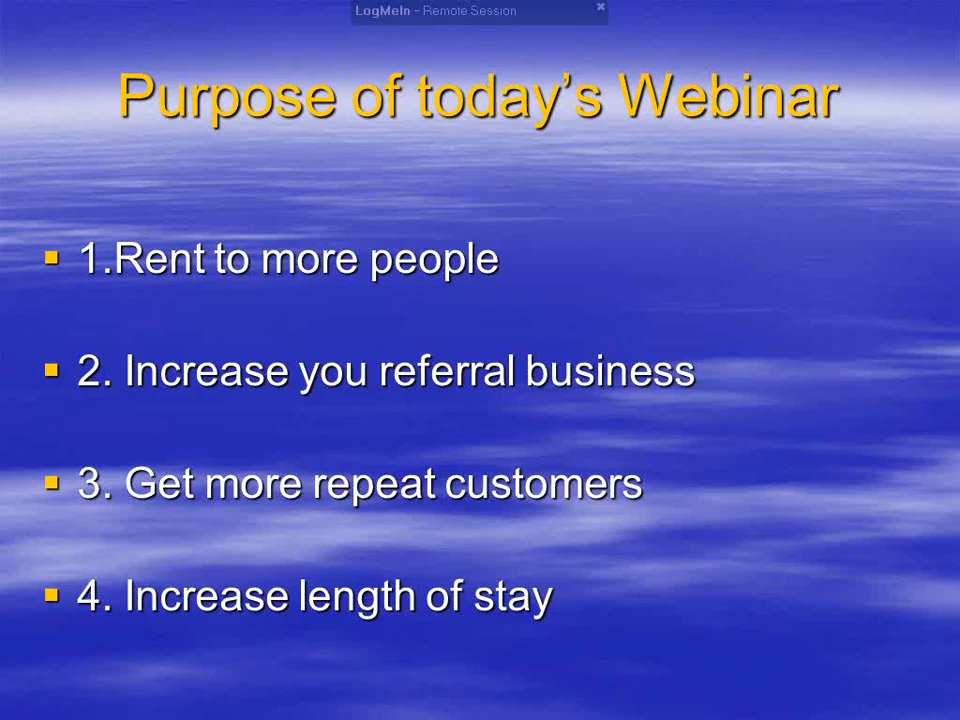 LogMeIn - Remote Session
Purpose of today's Webinar
1.Rent to more people
2. Increase you referral business
3. Get more repeat customers
4. Increase length of stay